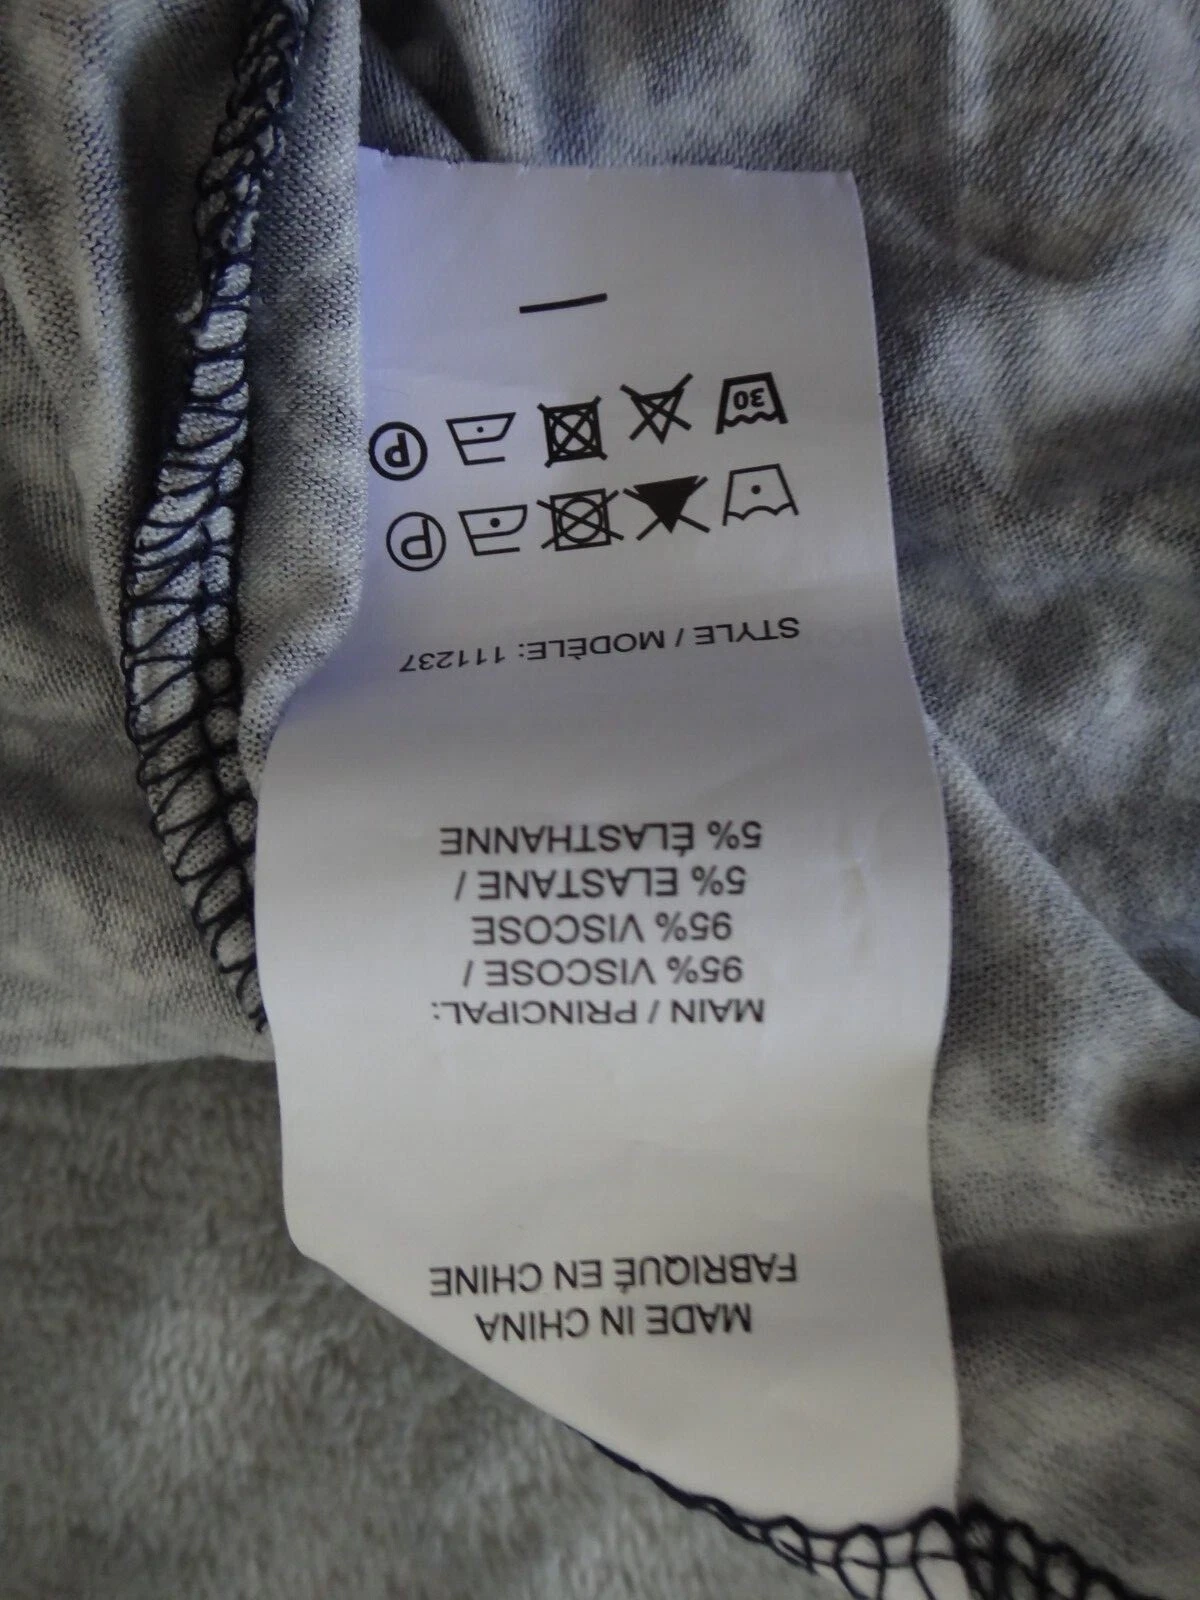 MADE IN CHINA
FABRIQUÉ EN CHINE
MAIN / PRINCIPAL:
95% VISCOSE /
95% VISCOSE
5% ELASTANE /
5% ÉLASTHANNE
STYLE / MODÈLE: 111237
P
30 P